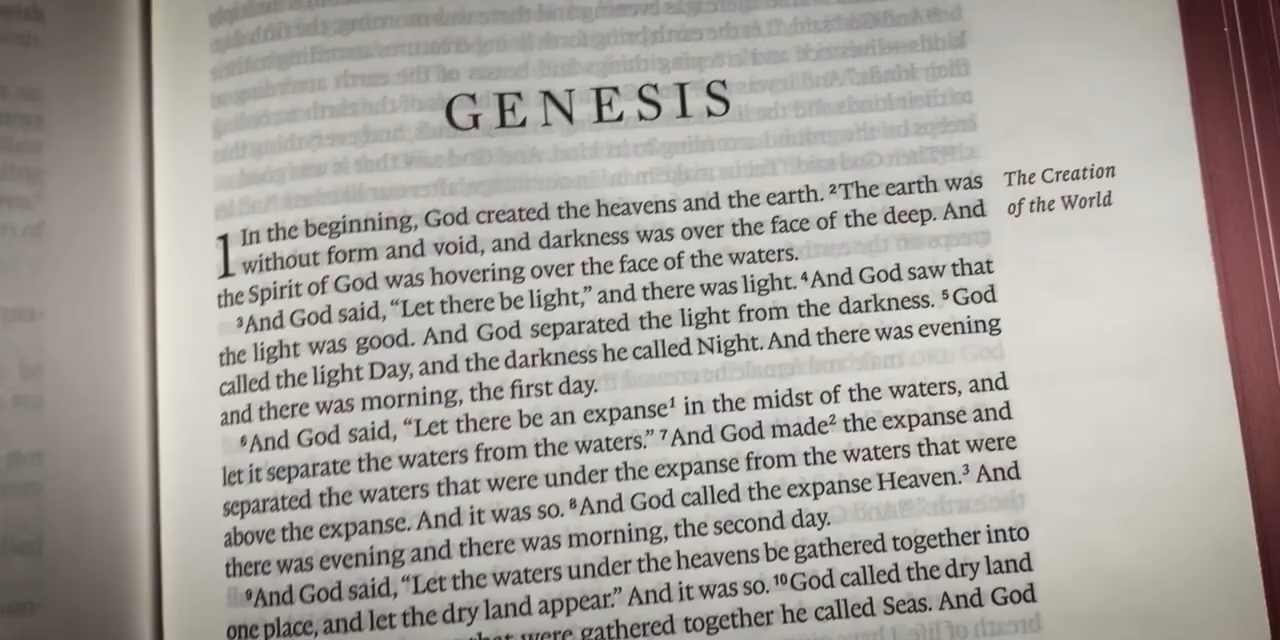 GENESIS
The Creation
of the World
1 In the beginning, God created the heavens and the earth. ²The earth was
without form and void, and darkness was over the face of the deep. And
the Spirit of God was hovering over the face of the waters.
³And God said, “Let there be light,” and there was light. ⁴And God saw that
the light was good. And God separated the light from the darkness. ⁵God
called the light Day, and the darkness he called Night. And there was evening
and there was morning, the first day.
⁶And God said, “Let there be an expanse¹ in the midst of the waters, and
let it separate the waters from the waters.” ⁷And God made² the expanse and
separated the waters that were under the expanse from the waters that were
above the expanse. And it was so. ⁸And God called the expanse Heaven.³ And
there was evening and there was morning, the second day.
⁹And God said, “Let the waters under the heavens be gathered together into
one place, and let the dry land appear.” And it was so. ¹⁰God called the dry land
that were gathered together he called Seas. And God